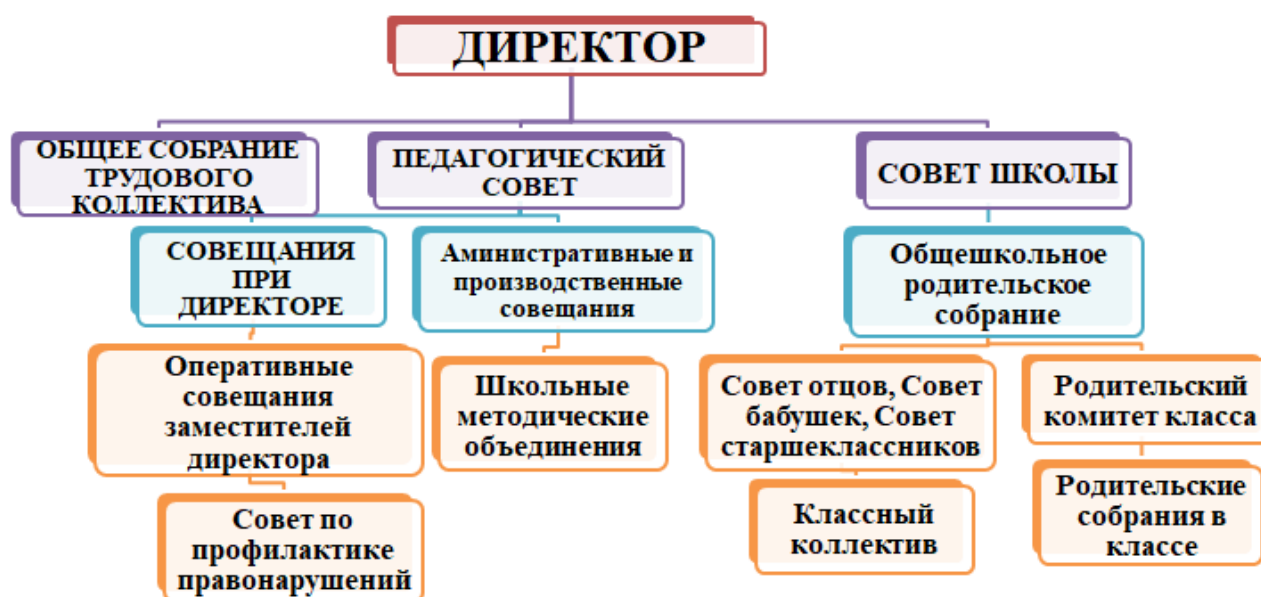 ДИРЕКТОР
ОБЩЕЕ СОБРАНИЕ
ТРУДОВОГО
КОЛЛЕКТИВА
ПЕДАГОГИЧЕСКИЙ
СОВЕТ
СОВЕТ ШКОЛЫ
СОВЕЩАНИЯ
ПРИ
ДИРЕКТОРЕ
Аминистративные и
производственные
совещания
Общешкольное
родительское
собрание
Оперативные
совещания
заместителей
директора
Школьные
методические
объединения
Совет отцов, Совет
бабушек, Совет
старшеклассников
Родительский
комитет класса
Совет по
профилактике
правонарушений
Классный
коллектив
Родительские
собрания в
классе